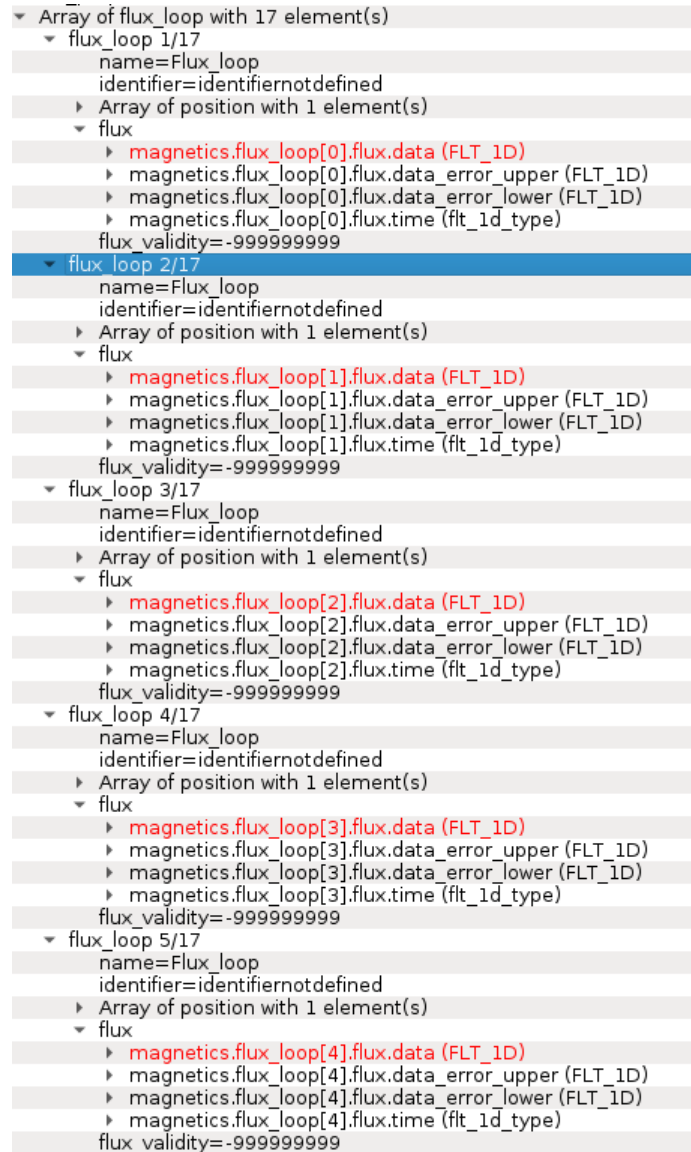 Array of flux_loop with 17 element(s)
flux_loop 1/17
name=Flux_loop
identifier=identifiernotdefined
Array of position with 1 element(s)
flux
magnetics.flux_loop[0].flux.data (FLT_1D)
magnetics.flux_loop[0].flux.data_error_upper (FLT_1D)
magnetics.flux_loop[0].flux.data_error_lower (FLT_1D)
magnetics.flux_loop[0].flux.time (flt_1d_type)
flux_validity=-999999999
flux_loop 2/17
name=Flux_loop
identifier=identifiernotdefined
Array of position with 1 element(s)
flux
magnetics.flux_loop[1].flux.data (FLT_1D)
magnetics.flux_loop[1].flux.data_error_upper (FLT_1D)
magnetics.flux_loop[1].flux.data_error_lower (FLT_1D)
magnetics.flux_loop[1].flux.time (flt_1d_type)
flux_validity=-999999999
flux_loop 3/17
name=Flux_loop
identifier=identifiernotdefined
Array of position with 1 element(s)
flux
magnetics.flux_loop[2].flux.data (FLT_1D)
magnetics.flux_loop[2].flux.data_error_upper (FLT_1D)
magnetics.flux_loop[2].flux.data_error_lower (FLT_1D)
magnetics.flux_loop[2].flux.time (flt_1d_type)
flux_validity=-999999999
flux_loop 4/17
name=Flux_loop
identifier=identifiernotdefined
Array of position with 1 element(s)
flux
magnetics.flux_loop[3].flux.data (FLT_1D)
magnetics.flux_loop[3].flux.data_error_upper (FLT_1D)
magnetics.flux_loop[3].flux.data_error_lower (FLT_1D)
magnetics.flux_loop[3].flux.time (flt_1d_type)
flux_validity=-999999999
flux_loop 5/17
name=Flux_loop
identifier=identifiernotdefined
Array of position with 1 element(s)
flux
magnetics.flux_loop[4].flux.data (FLT_1D)
magnetics.flux_loop[4].flux.data_error_upper (FLT_1D)
magnetics.flux_loop[4].flux.data_error_lower (FLT_1D)
magnetics.flux_loop[4].flux.time (flt_1d_type)
flux_validity=-999999999